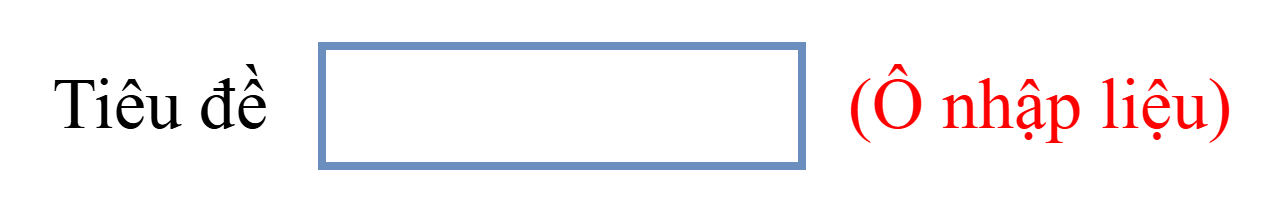 Tiêu đề (Ô nhập liệu)